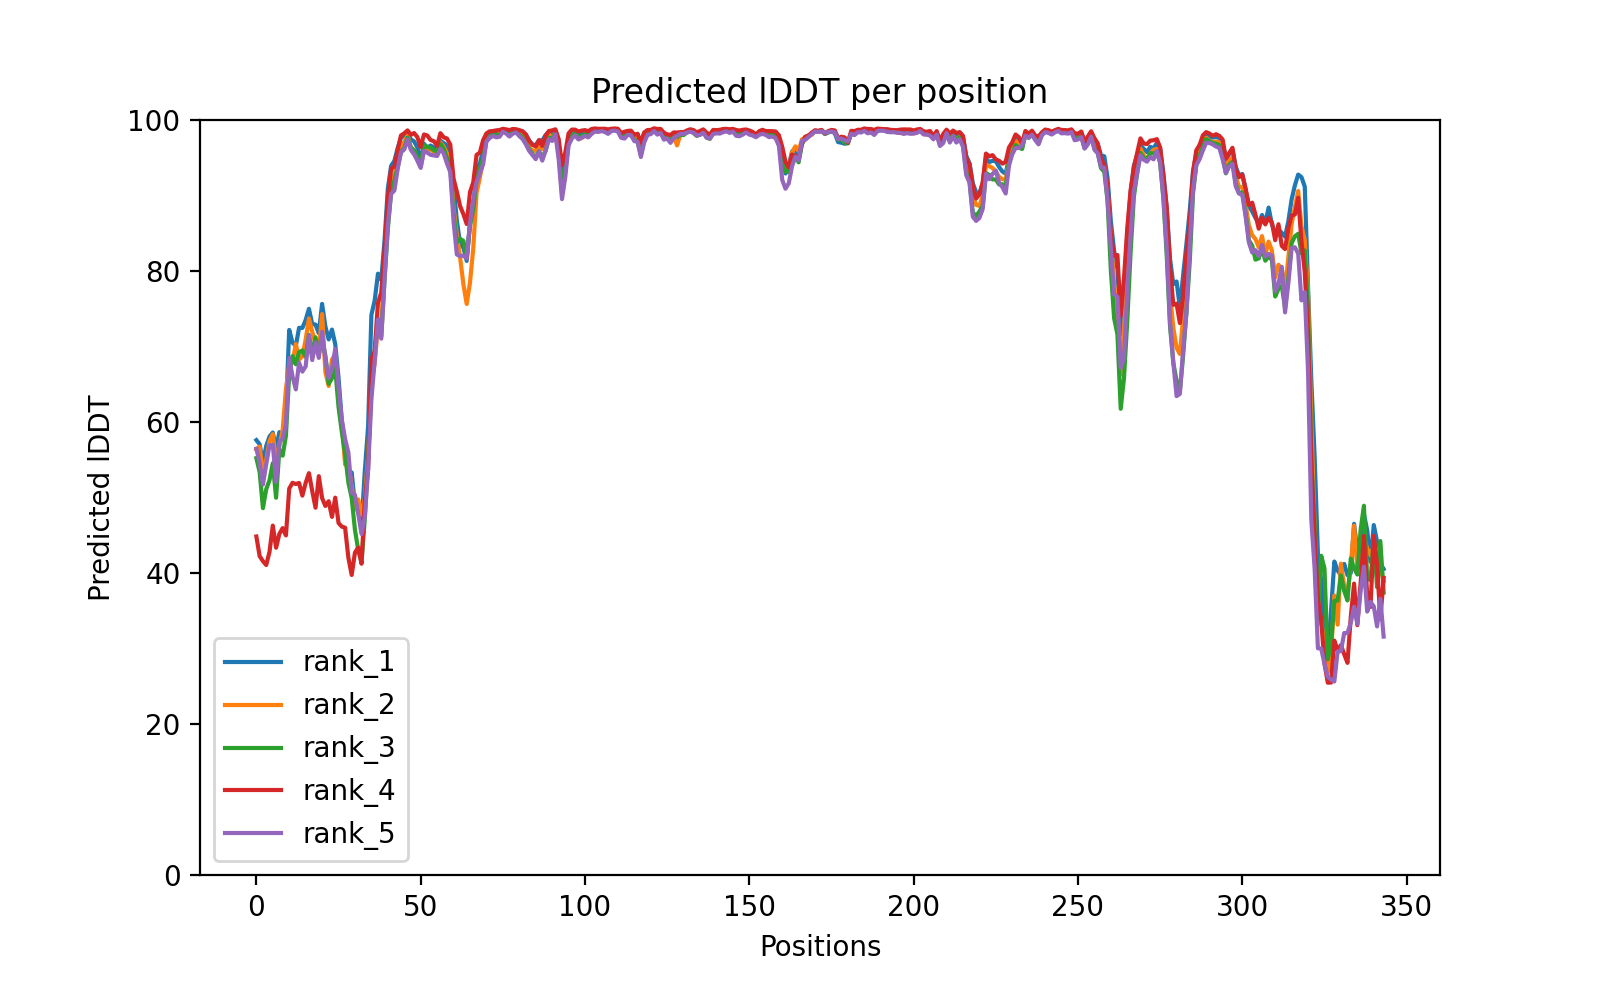 Predicted lDDT per position
100
80
60
40
20
0
Predicted lDDT
rank_1
rank_2
rank_3
rank_4
rank_5
0 50 100 150 200 250 300 350
Positions